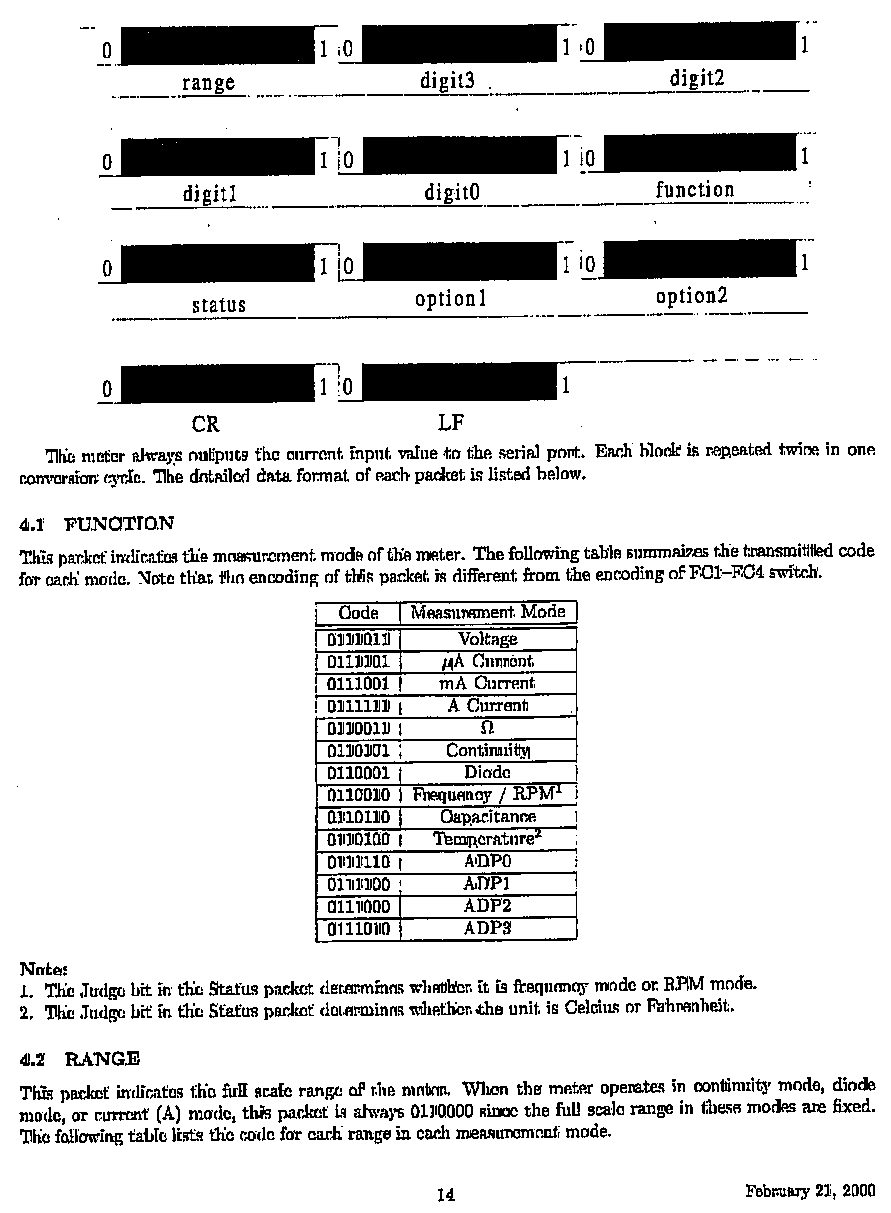 0 1 0 1 0 1
range digit3 digit2
0 1 0 1 0 1
digit1 digit0 function
0 1 0 1 0 1
status option1 option2
0 1 0 1
CR LF
The meter always outputs the current input value to the serial port. Each block is repeated twice in one
conversion cycle. The detailed data format of each packet is listed below.
4.1 FUNCTION
This packet indicates the measurement mode of the meter. The following table summaizes the transmitted code
for each mode. Note that the encoding of this packet is different from the encoding of FC1–FC4 switch.
Code Measurement Mode
0111011 Voltage
0111101 μA Current
0111001 mA Current
0111111 A Current
0110011 Ω
0110101 Continuity
0110001 Diode
0110010 Frequency / RPM1
0110110 Capacitance
0110100 Temperature2
0111110 ADP0
0111100 ADP1
0111000 ADP2
0111010 ADP3
Note:
1. The Judge bit in the Status packet determines whether it is frequency mode or RPM mode.
2. The Judge bit in the Status packet determines whether the unit is Celcius or Fahrenheit.
4.2 RANGE
This packet indicates the full scale range of the meter. When the meter operates in continuity mode, diode
mode, or current (A) mode, this packet is always 0110000 since the full scale range in these modes are fixed.
The following table lists the code for each range in each measurement mode.
14 February 21, 2000